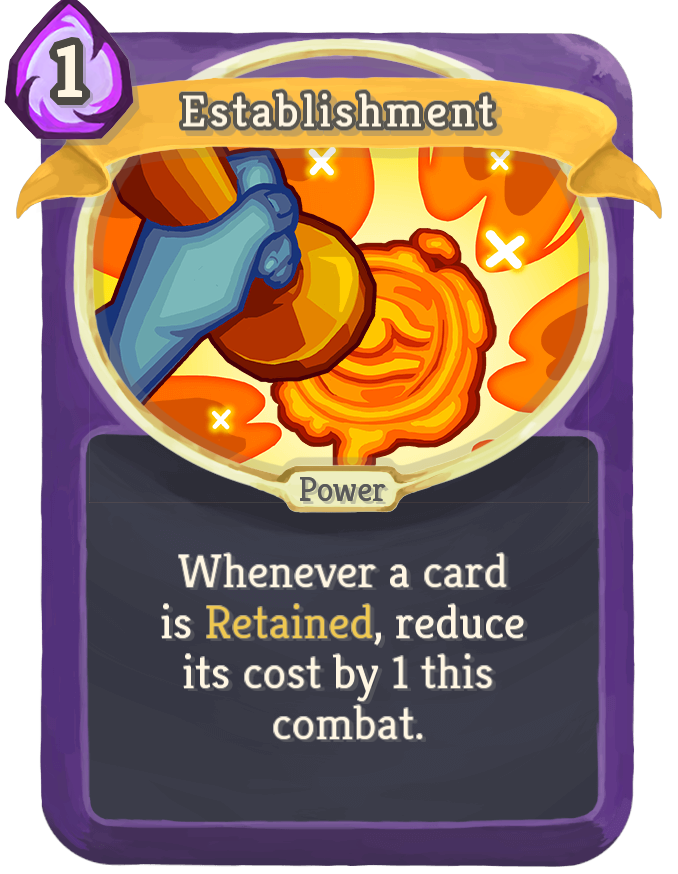 1
Establishment
Power
Whenever a card
is Retained, reduce
its cost by 1 this
combat.